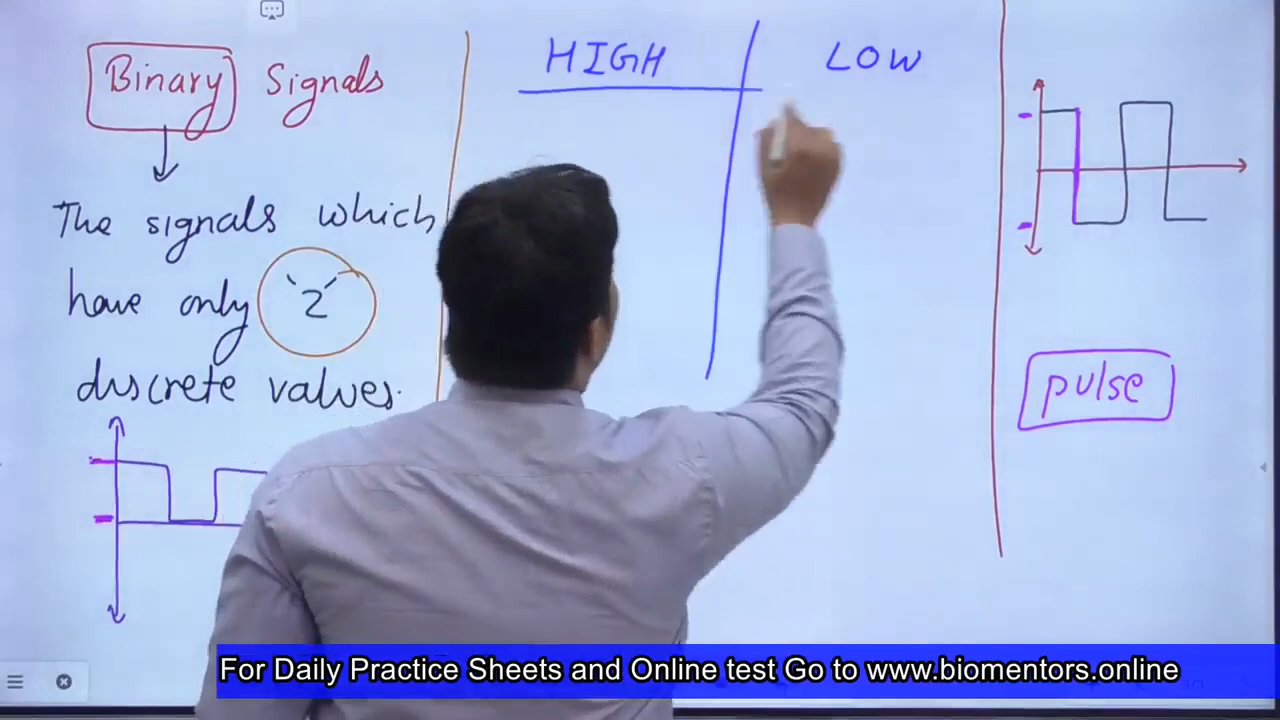 Binary Signals
The signals which
have only '2'
discrete values.
HIGH LOW
pulse
For Daily Practice Sheets and Online test Go to www.biomentors.online